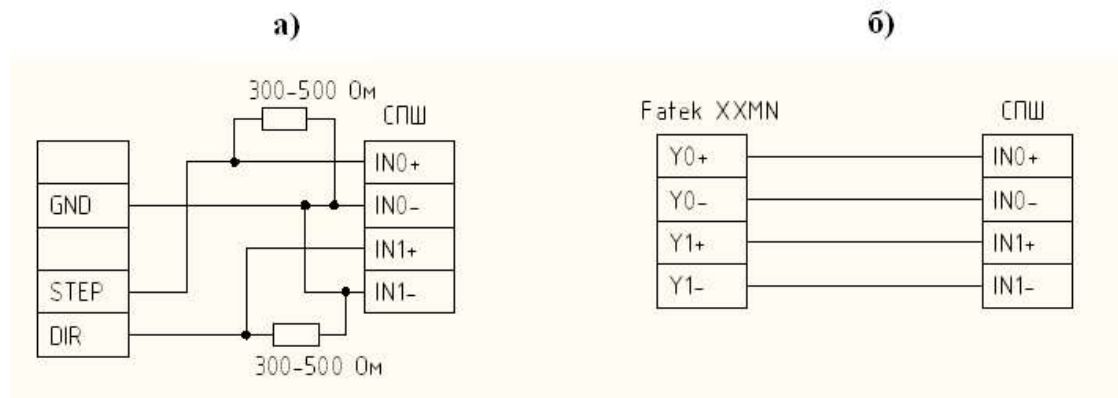 а)
300-500 Ом
СПШ
GND
STEP
DIR
IN0+
IN0-
IN1+
IN1-
300-500 Ом
б)
Fatek XXMN
СПШ
Y0+
Y0-
Y1+
Y1-
IN0+
IN0-
IN1+
IN1-